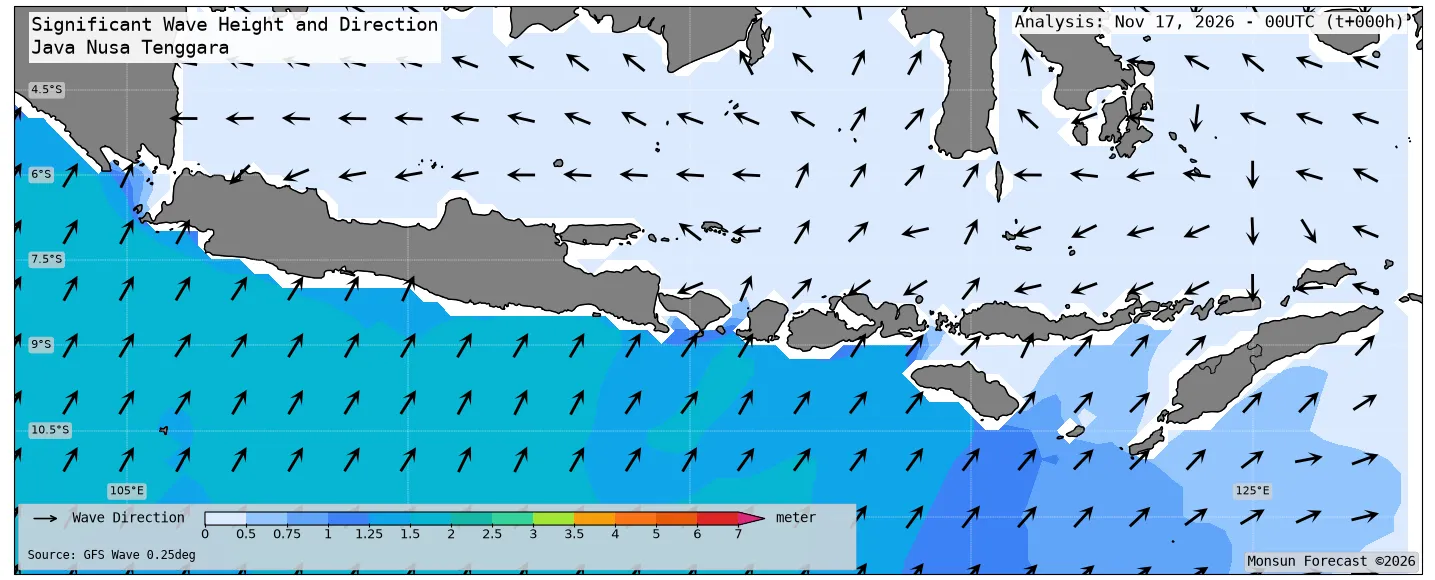 Significant Wave Height and Direction
Java Nusa Tenggara
Analysis: Nov 17, 2026 - 00UTC (t+000h)
4.5°S
6°S
7.5°S
9°S
10.5°S
105°E
125°E
Wave Direction
0 0.5 0.75 1 1.25 1.5 2 2.5 3 3.5 4 5 6 7
meter
Source: GFS Wave 0.25deg
Monsun Forecast ©2026